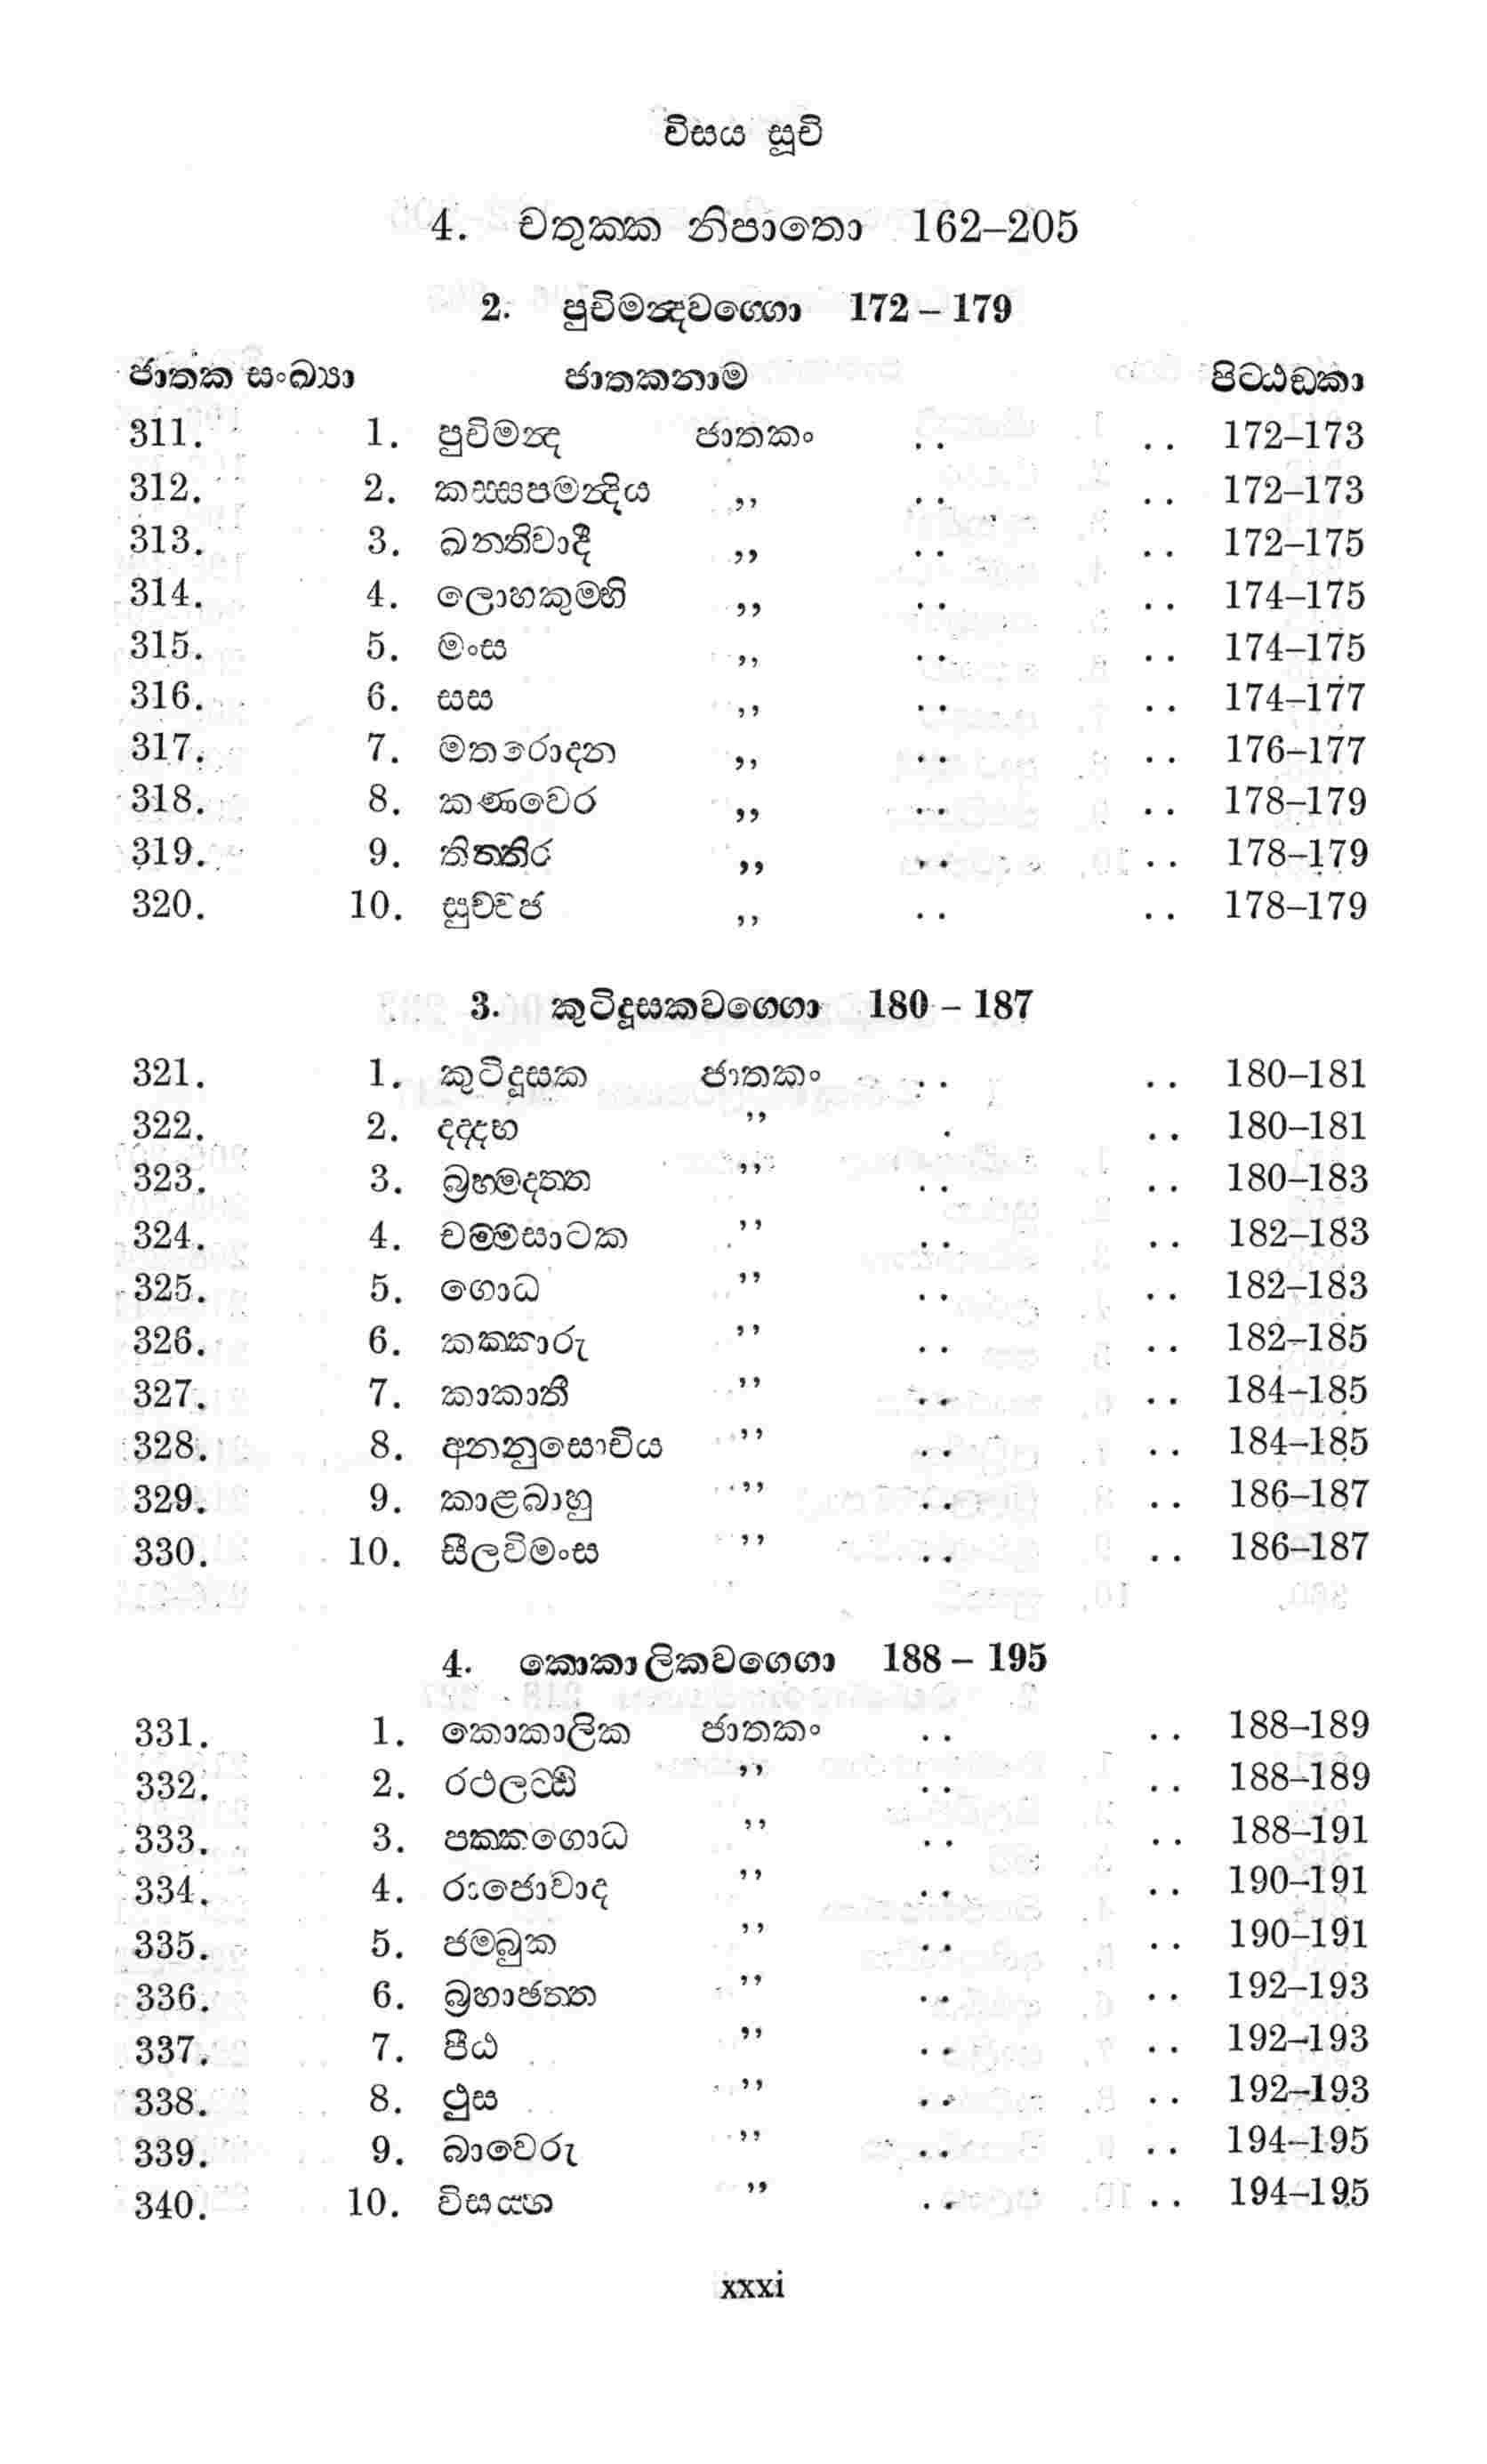 විසය සූචි
4. චතුක්ක නිපාතො 162–205
2. පුචිමන්දවග්ගො 172 – 179
ජාතක සංඛ්‍යා ජාතකනාම පිට්ඨඞ්කා
311. 1. පුචිමන්ද ජාතකං .. .. 172–173
312. 2. කස්සපමන්දිය ,, .. .. 172–173
313. 3. ඛන්තිවාදී ,, .. .. 172–175
314. 4. ලොහකුම්භි ,, .. .. 174–175
315. 5. මංස ,, .. .. 174–175
316. 6. සස ,, .. .. 174–177
317. 7. මතරොදන ,, .. .. 176–177
318. 8. කණවෙර ,, .. .. 178–179
319. 9. තිත්තිර ,, .. .. 178–179
320. 10. සුච්චජ ,, .. .. 178–179
3. කුටිදූසකවග්ගො 180 – 187
321. 1. කුටිදූසක ජාතකං .. .. 180–181
322. 2. දද්දභ ,, . .. 180–181
323. 3. බ්‍රහ්මදත්ත ,, .. .. 180–183
324. 4. චම්මසාටක ,, .. .. 182–183
325. 5. ගොධ ,, .. .. 182–183
326. 6. කක්කාරු ,, .. .. 182–185
327. 7. කාකාතී ,, .. .. 184–185
328. 8. අනනුසොචිය ,, .. .. 184–185
329. 9. කාළබාහු ,, .. .. 186–187
330. 10. සීලවිමංස ,, .. .. 186–187
4. කොකාලිකවග්ගො 188 – 195
331. 1. කොකාලික ජාතකං .. .. 188–189
332. 2. රථලට්ඨි ,, .. .. 188–189
333. 3. පක්කගොධ ,, .. .. 188–191
334. 4. රාජොවාද ,, .. .. 190–191
335. 5. ජම්බුක ,, .. .. 190–191
336. 6. බ්‍රහාඡත්ත ,, .. .. 192–193
337. 7. පීඨ ,, .. .. 192–193
338. 8. ථුස ,, .. .. 192–193
339. 9. බාවෙරු ,, .. .. 194–195
340. 10. විසය්හ ,, .. .. 194–195
xxxi